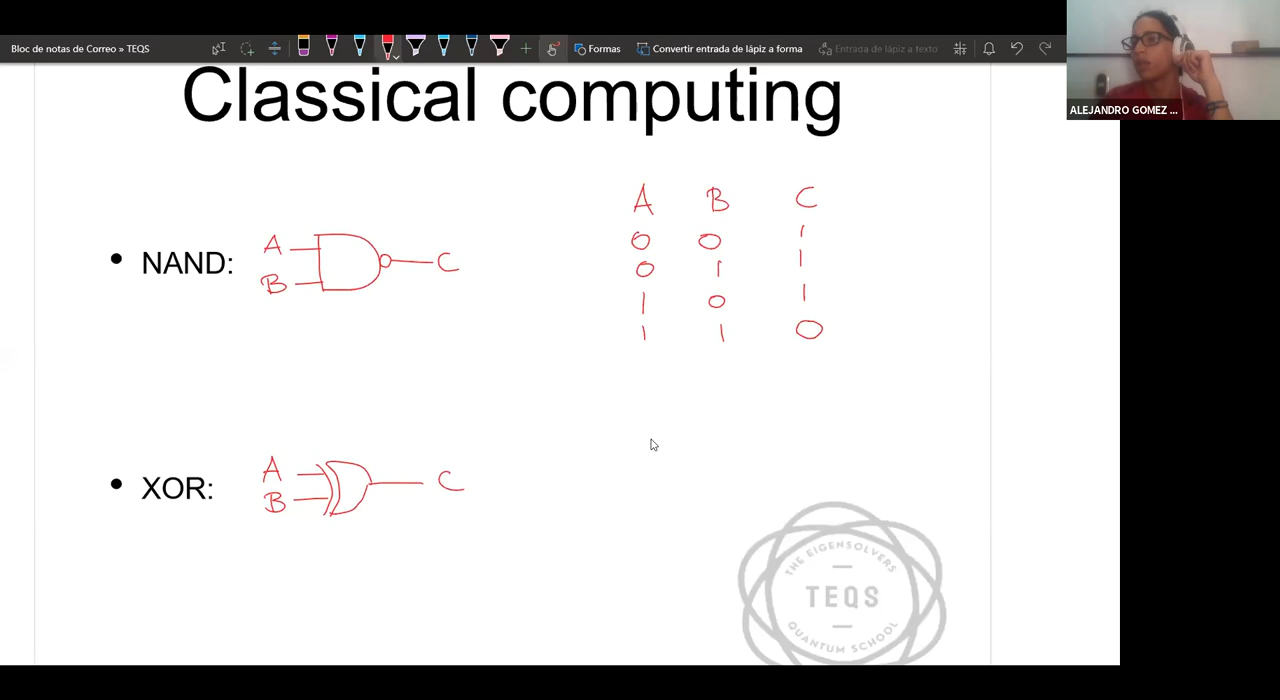 Bloc de notas de Correo » TEQS
Formas
Convertir entrada de lápiz a forma
Entrada de lápiz a texto
ALEJANDRO GOMEZ ...
Classical computing
• NAND: A B C
A B C
0 0 1
0 1 1
1 0 1
1 1 0
• XOR: A B C
THE EIGENSOLVERS
TEQS
QUANTUM SCHOOL